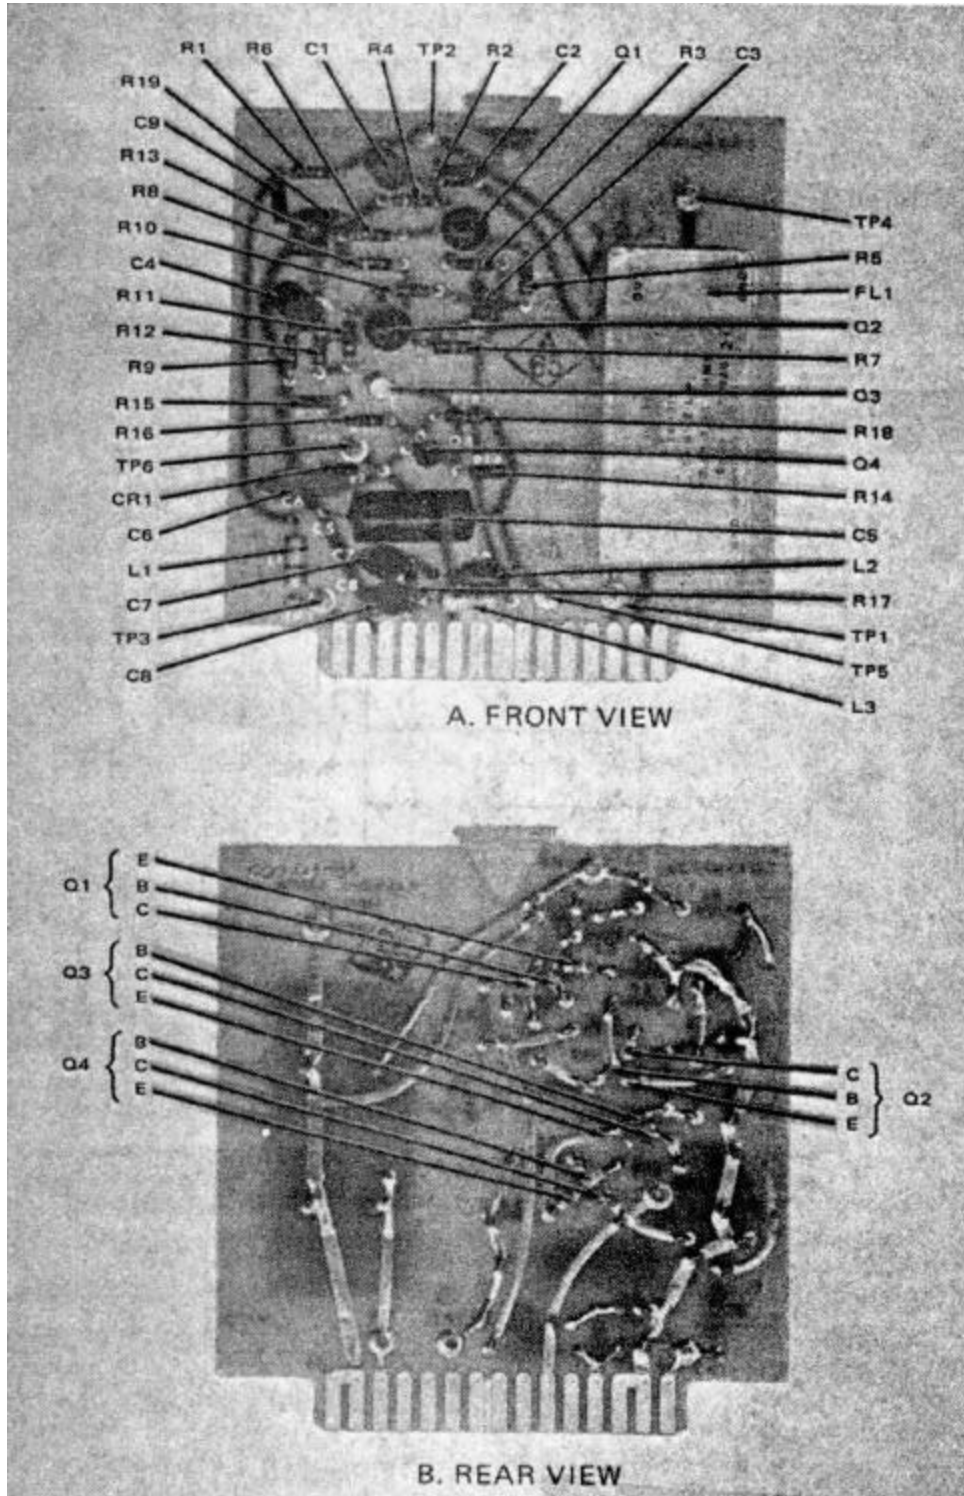 R1 R6 C1 R4 TP2 R2 C2 Q1 R3 C3
R19
C9
R13
R8
R10
C4
R11
R12
R9
R15
R16
TP6
CR1
C6
L1
C7
TP3
C8
TP4
R5
FL1
Q2
R7
Q3
R18
Q4
R14
C5
L2
R17
TP1
TP5
L3
A. FRONT VIEW
Q1
E
B
C
Q3
B
C
E
Q4
B
C
E
C
B
E
Q2
B. REAR VIEW